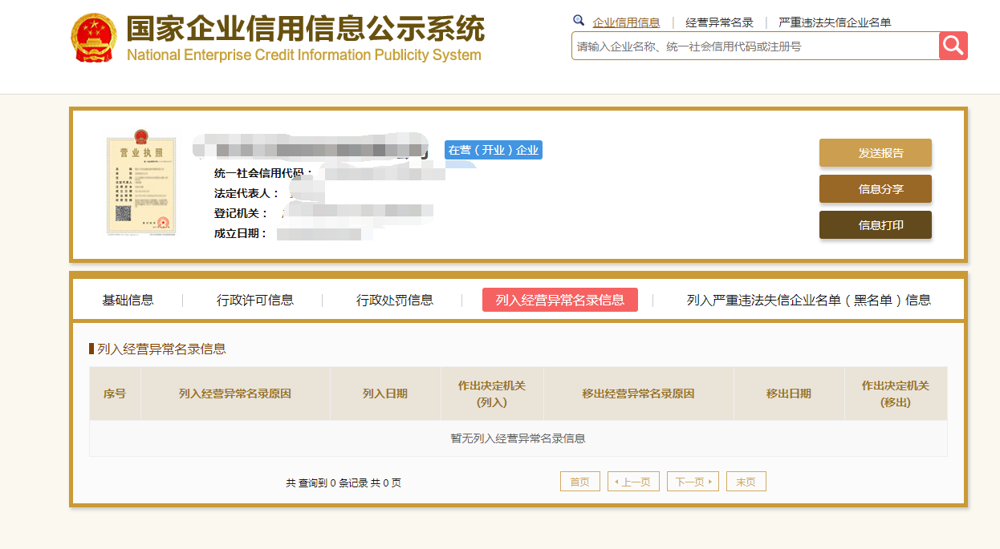 国家企业信用信息公示系统
National Enterprise Credit Information Publicity System
企业信用信息 | 经营异常名录 | 严重违法失信企业名单
请输入企业名称、统一社会信用代码或注册号
营业执照
在营（开业）企业
统一社会信用代码：
法定代表人：
登记机关：
成立日期：
发送报告
信息分享
信息打印
基础信息 | 行政许可信息 | 行政处罚信息 | 列入经营异常名录信息 | 列入严重违法失信企业名单（黑名单）信息
列入经营异常名录信息
序号 列入经营异常名录原因 列入日期 作出决定机关(列入) 移出经营异常名录原因 移出日期 作出决定机关(移出)
暂无列入经营异常名录信息
共 查询到 0 条记录 共 0 页 首页 上一页 下一页 末页